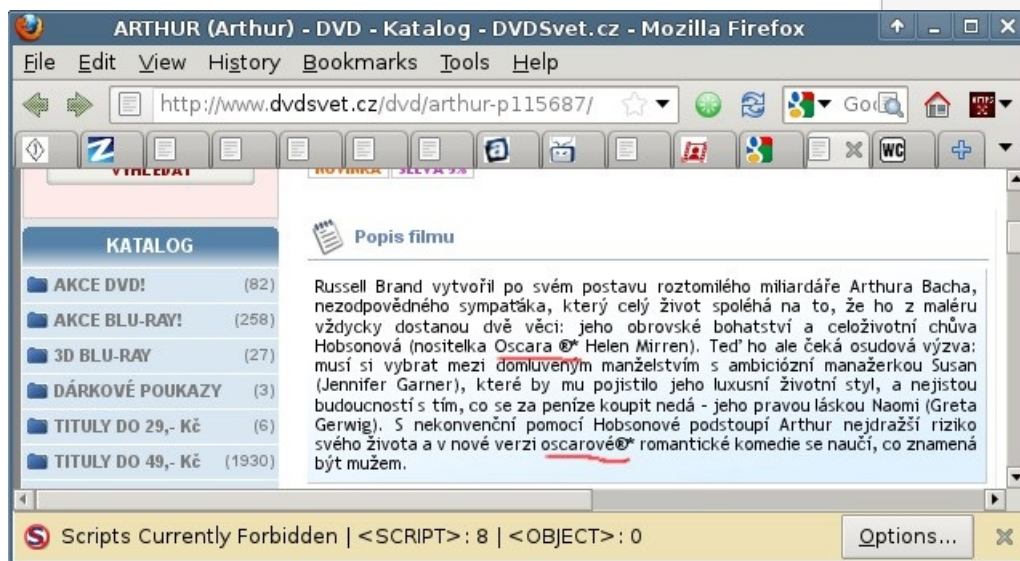 ARTHUR (Arthur) - DVD - Katalog - DVDSvet.cz - Mozilla Firefox
File Edit View History Bookmarks Tools Help
http://www.dvdsvet.cz/dvd/arthur-p115687/
WC
VYHLEDAT
NOVINKA SLEVA 9%
KATALOG
AKCE DVD! (82)
AKCE BLU-RAY! (258)
3D BLU-RAY (27)
DÁRKOVÉ POUKAZY (3)
TITULY DO 29,- Kč (6)
TITULY DO 49,- Kč (1930)
Popis filmu
Russell Brand vytvořil po svém postavu roztomilého miliardáře Arthura Bacha,
nezodpovědného sympaťáka, který celý život spoléhá na to, že ho z maléru
vždycky dostanou dvě věci: jeho obrovské bohatství a celoživotní chůva
Hobsonová (nositelka Oscara ®* Helen Mirren). Teď ho ale čeká osudová výzva:
musí si vybrat mezi domluveným manželstvím s ambiciózní manažerkou Susan
(Jennifer Garner), které by mu pojistilo jeho luxusní životní styl, a nejistou
budoucností s tím, co se za peníze koupit nedá - jeho pravou láskou Naomi (Greta
Gerwig). S nekonvenční pomocí Hobsonové podstoupí Arthur nejdražší riziko
svého života a v nové verzi oscarové®* romantické komedie se naučí, co znamená
být mužem.
Scripts Currently Forbidden | <SCRIPT>: 8 | <OBJECT>: 0
Options...